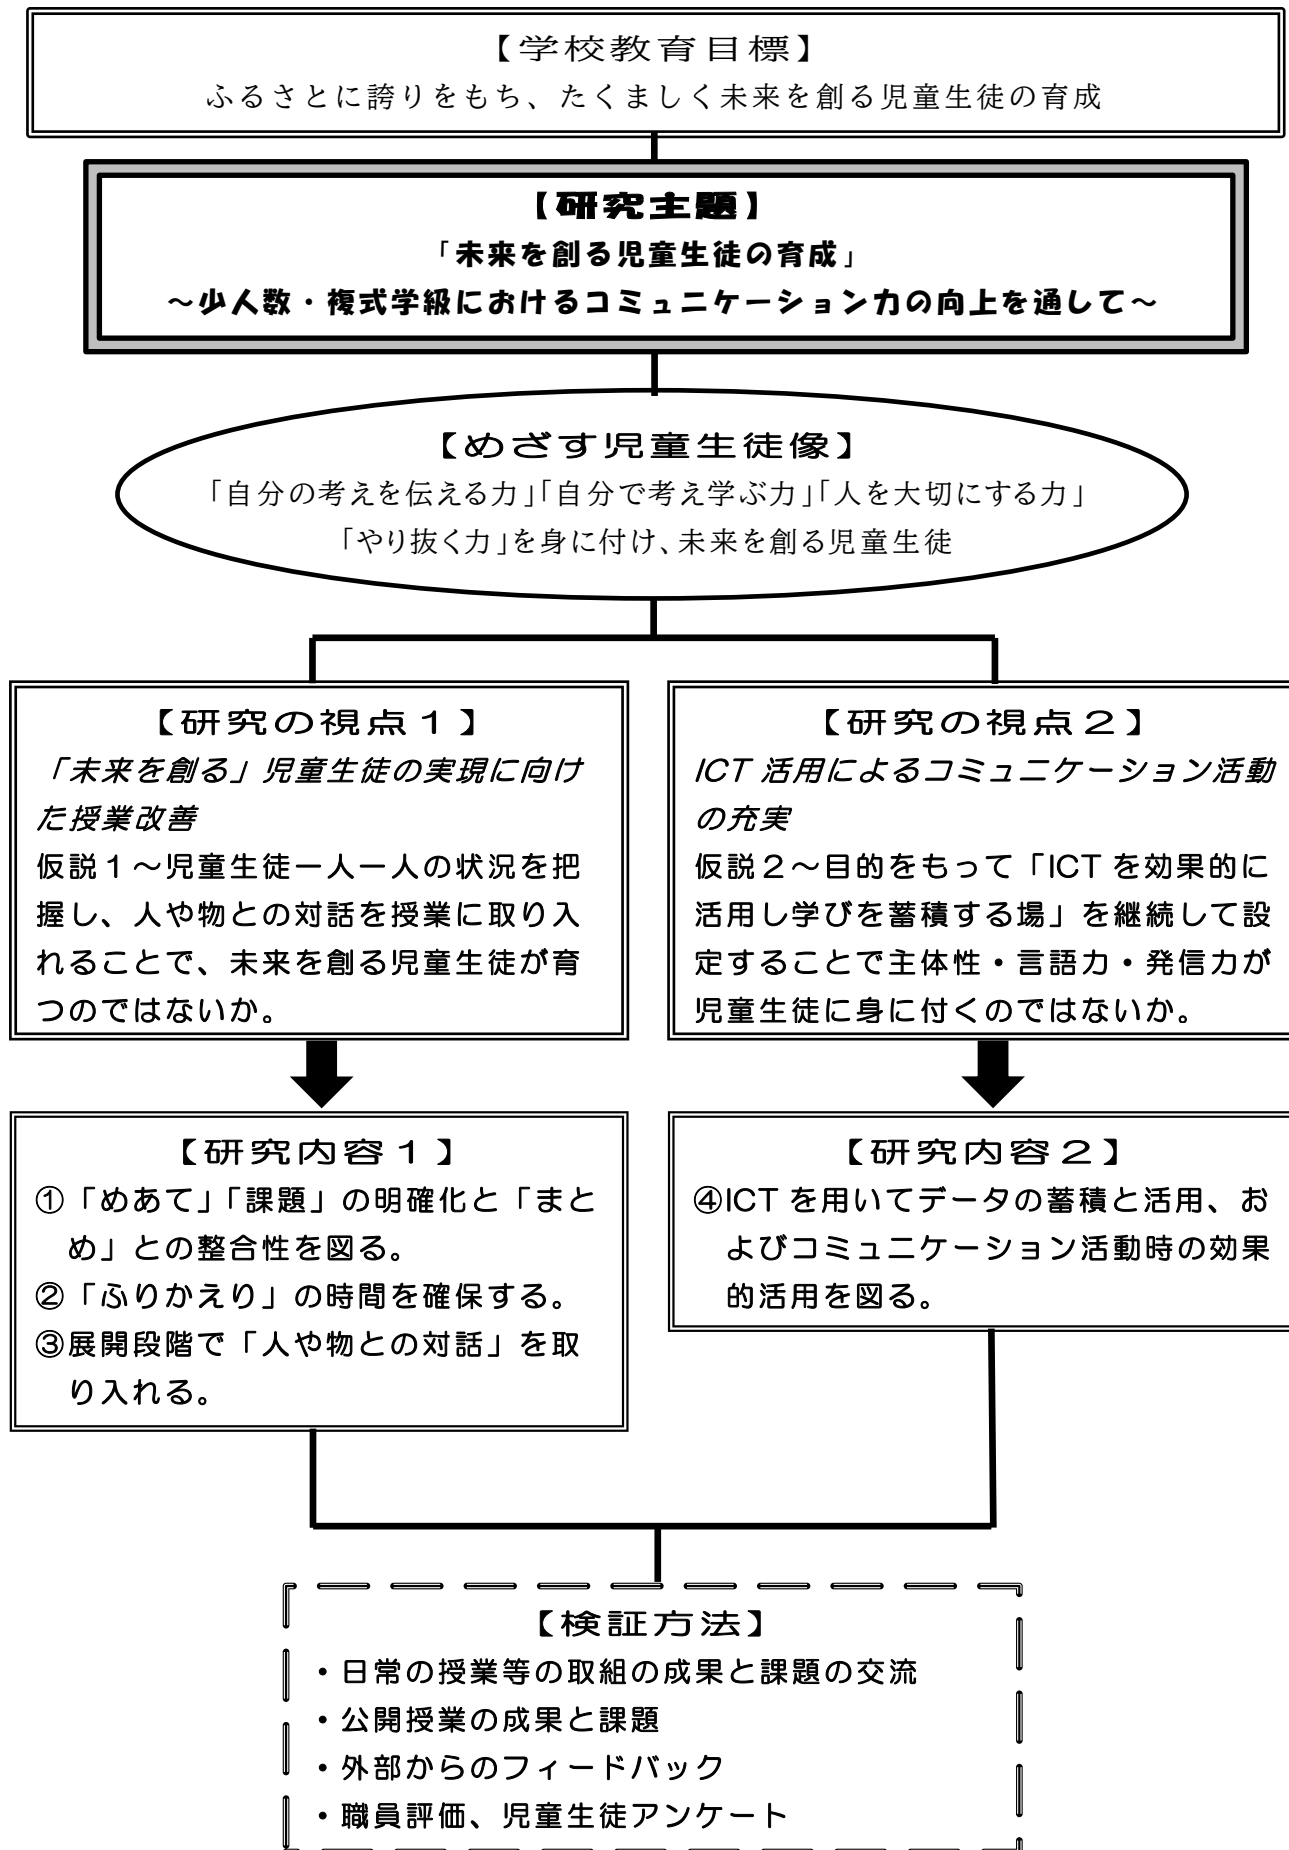 【学校教育目標】
ふるさとに誇りをもち、たくましく未来を創る児童生徒の育成
【研究主題】
「未来を創る児童生徒の育成」
～少人数・複式学級におけるコミュニケーション力の向上を通して～
【めざす児童生徒像】
「自分の考えを伝える力」「自分で考え学ぶ力」「人を大切にする力」
「やり抜く力」を身に付け、未来を創る児童生徒
【研究の視点１】
「未来を創る」児童生徒の実現に向け
た授業改善
仮説１～児童生徒一人一人の状況を把
握し、人や物との対話を授業に取り入
れることで、未来を創る児童生徒が育
つのではないか。
【研究の視点２】
ICT 活用によるコミュニケーション活動
の充実
仮説２～目的をもって「ICT を効果的に
活用し学びを蓄積する場」を継続して設
定することで主体性・言語力・発信力が
児童生徒に身に付くのではないか。
【研究内容１】
①「めあて」「課題」の明確化と「まと
め」との整合性を図る。
②「ふりかえり」の時間を確保する。
③展開段階で「人や物との対話」を取
り入れる。
【研究内容２】
④ICT を用いてデータの蓄積と活用、お
よびコミュニケーション活動時の効果
的活用を図る。
【検証方法】
・日常の授業等の取組の成果と課題の交流
・公開授業の成果と課題
・外部からのフィードバック
・職員評価、児童生徒アンケート